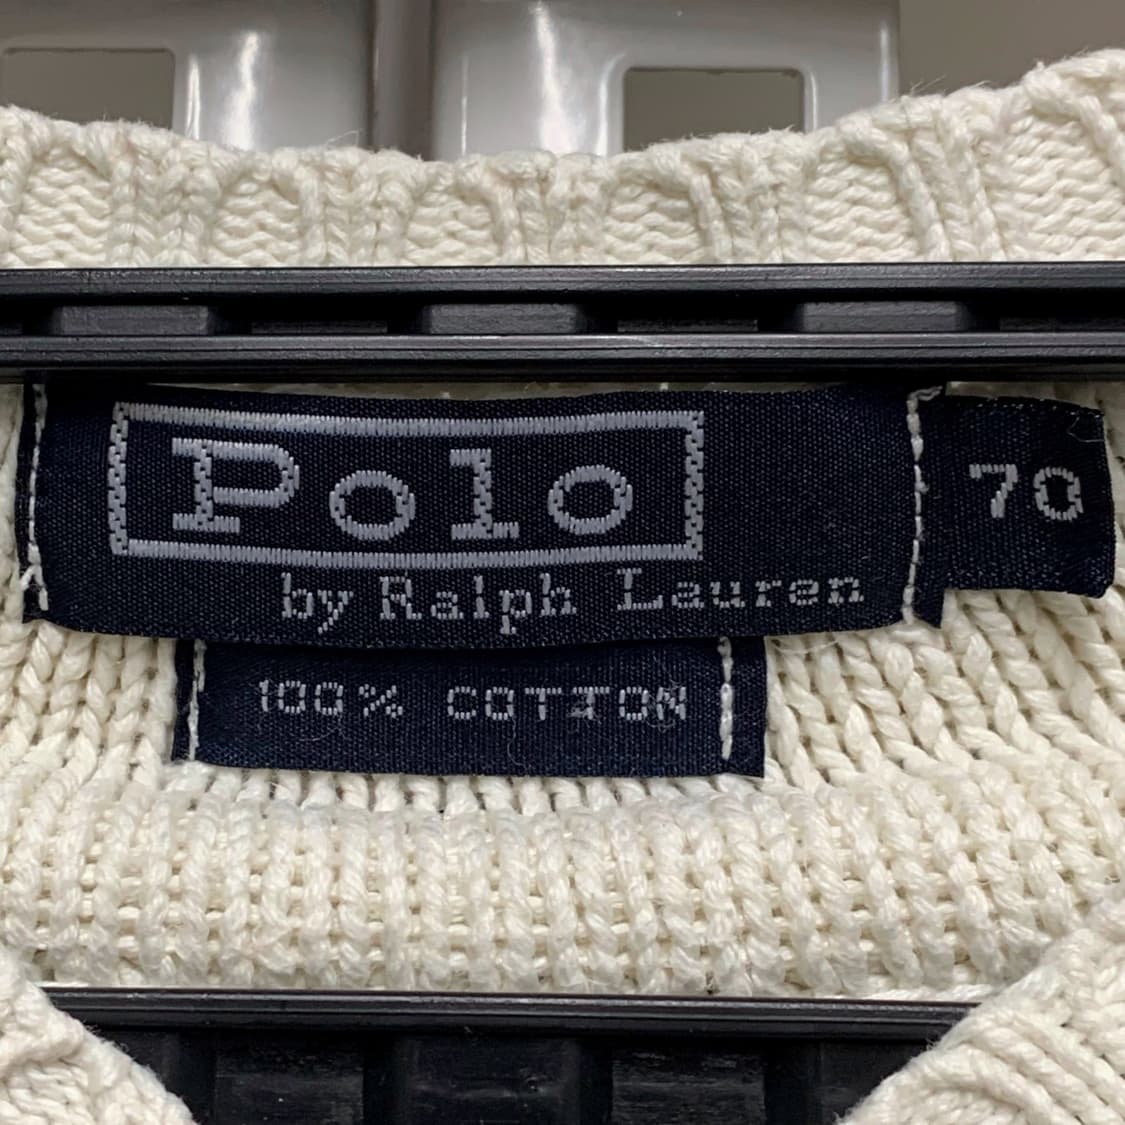 Polo
by Ralph Lauren
70
100% COTTON